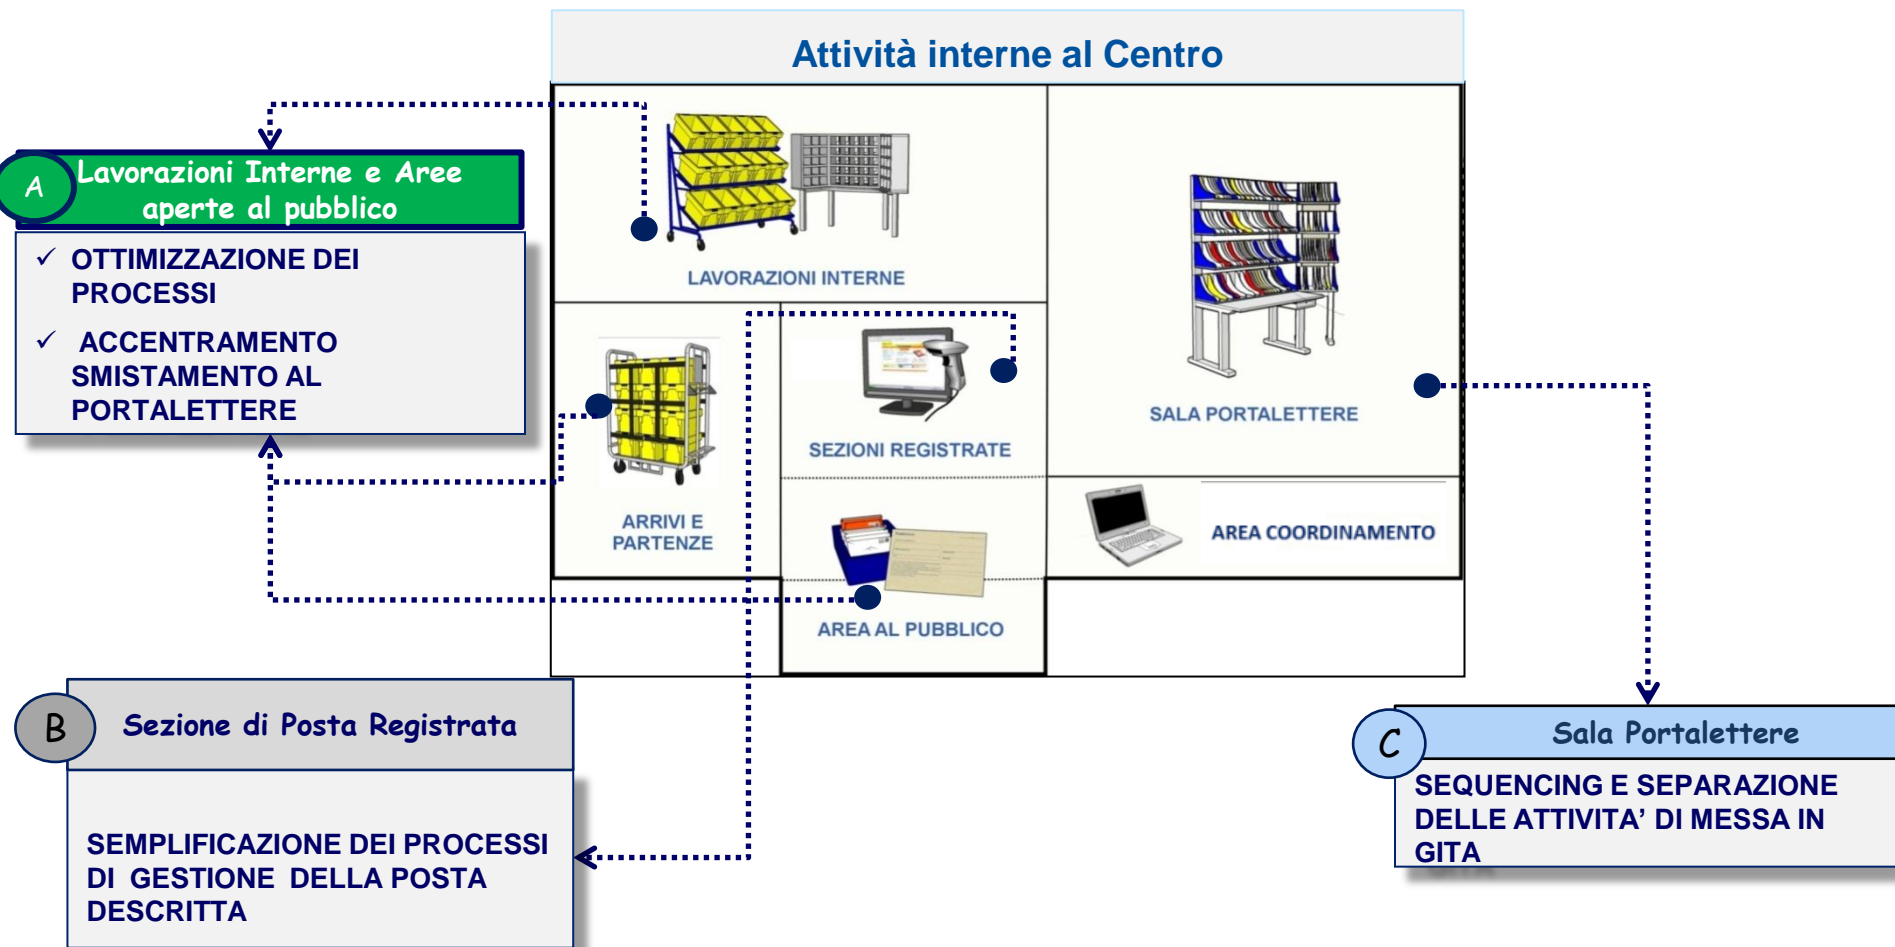 Attività interne al Centro
A
Lavorazioni Interne e Aree
aperte al pubblico
✓ OTTIMIZZAZIONE DEI
PROCESSI
✓ ACCENTRAMENTO
SMISTAMENTO AL
PORTALETTERE
LAVORAZIONI INTERNE
SALA PORTALETTERE
SEZIONI REGISTRATE
ARRIVI E
PARTENZE
AREA COORDINAMENTO
AREA AL PUBBLICO
B
Sezione di Posta Registrata
SEMPLIFICAZIONE DEI PROCESSI
DI GESTIONE DELLA POSTA
DESCRITTA
C
Sala Portalettere
SEQUENCING E SEPARAZIONE
DELLE ATTIVITA’ DI MESSA IN
GITA